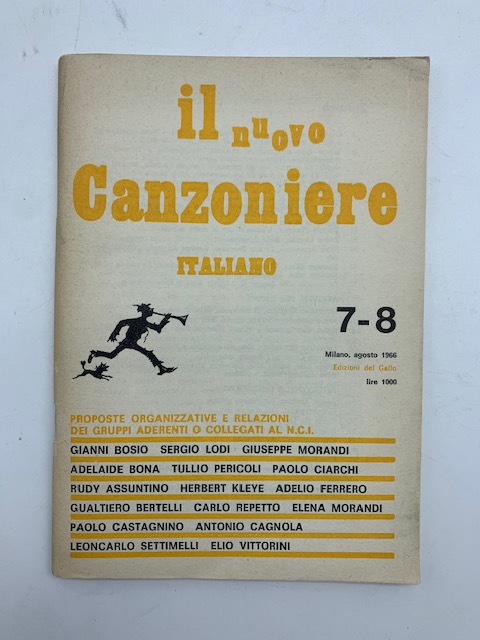 il nuovo
Canzoniere
ITALIANO
7-8
Milano, agosto 1966
Edizioni del Gallo
lire 1000
PROPOSTE ORGANIZZATIVE E RELAZIONI
DEI GRUPPI ADERENTI O COLLEGATI AL N.C.I.
GIANNI BOSIO SERGIO LODI GIUSEPPE MORANDI
ADELAIDE BONA TULLIO PERICOLI PAOLO CIARCHI
RUDY ASSUNTINO HERBERT KLEYE ADELIO FERRERO
GUALTIERO BERTELLI CARLO REPETTO ELENA MORANDI
PAOLO CASTAGNINO ANTONIO CAGNOLA
LEONCARLO SETTIMELLI ELIO VITTORINI